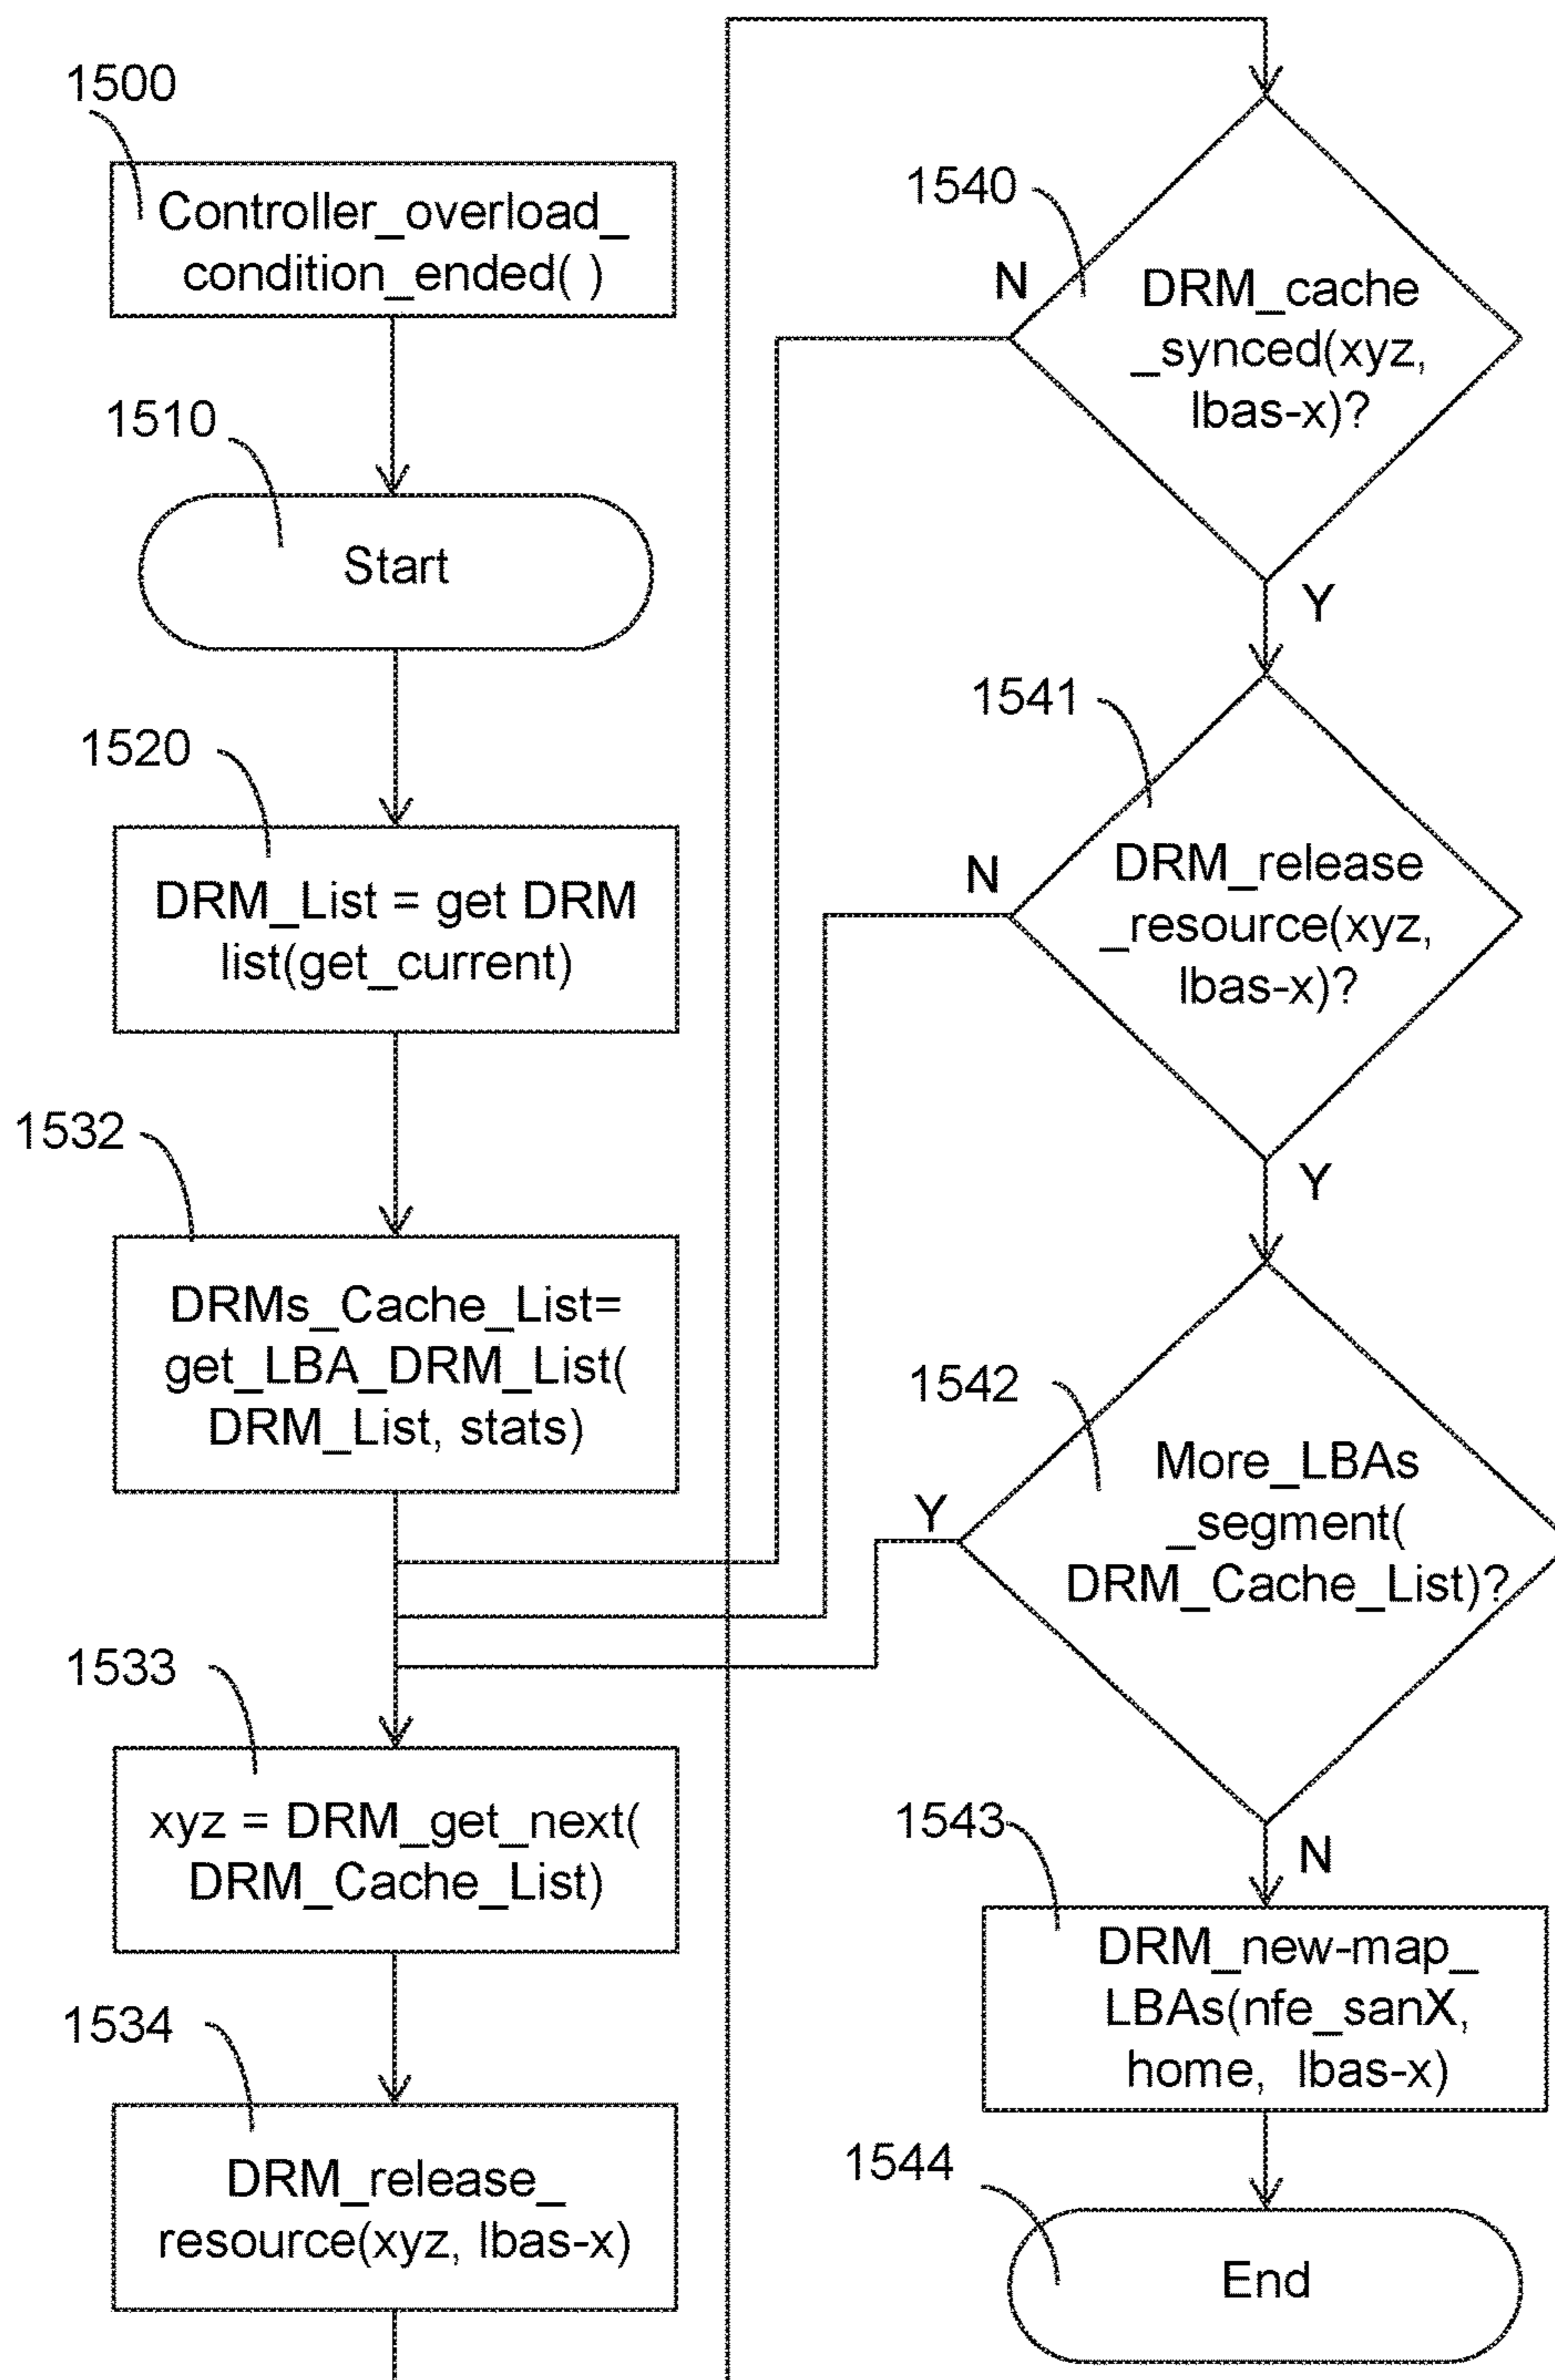 1500
Controller_overload_
condition_ended( )
1510
Start
1520
DRM_List = get DRM
list(get_current)
1532
DRMs_Cache_List=
get_LBA_DRM_List(
DRM_List, stats)
1533
xyz = DRM_get_next(
DRM_Cache_List)
1534
DRM_release_
resource(xyz, lbas-x)
1540
N
DRM_cache
_synced(xyz,
lbas-x)?
Y
1541
N
DRM_release
_resource(xyz,
lbas-x)?
Y
1542
Y
More_LBAs
_segment(
DRM_Cache_List)?
N
1543
DRM_new-map_
LBAs(nfe_sanX,
home, lbas-x)
1544
End